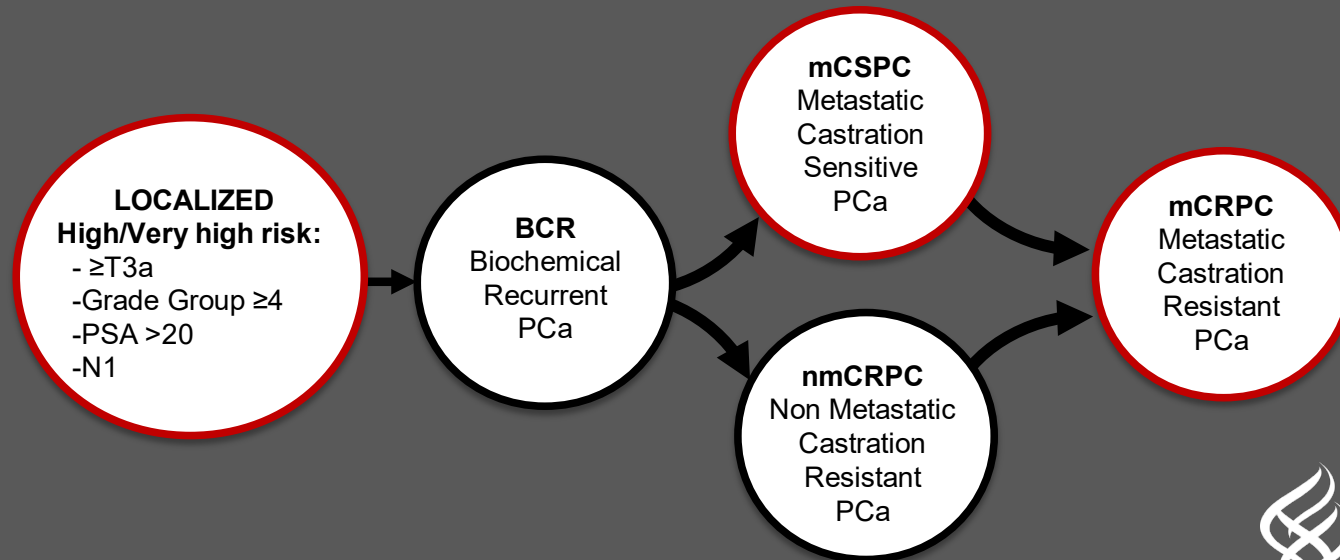 LOCALIZED
High/Very high risk:
- ≥T3a
-Grade Group ≥4
-PSA >20
-N1
BCR
Biochemical
Recurrent
PCa
mCSPC
Metastatic
Castration
Sensitive
PCa
nmCRPC
Non Metastatic
Castration
Resistant
PCa
mCRPC
Metastatic
Castration
Resistant
PCa